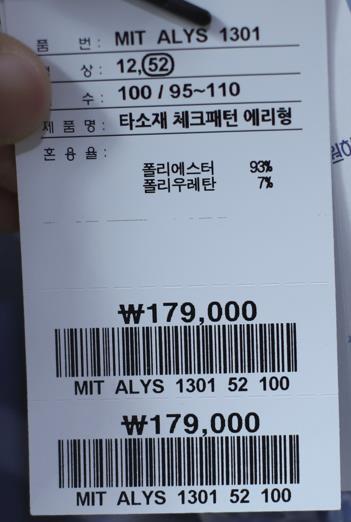 품 번: MIT ALYS 1301
상: 12,52
수: 100 / 95~110
제 품 명: 타소재 체크패턴 에리형
혼 용 율:
폴리에스터 93%
폴리우레탄 7%
₩179,000
MIT ALYS 1301 52 100
₩179,000
MIT ALYS 1301 52 100